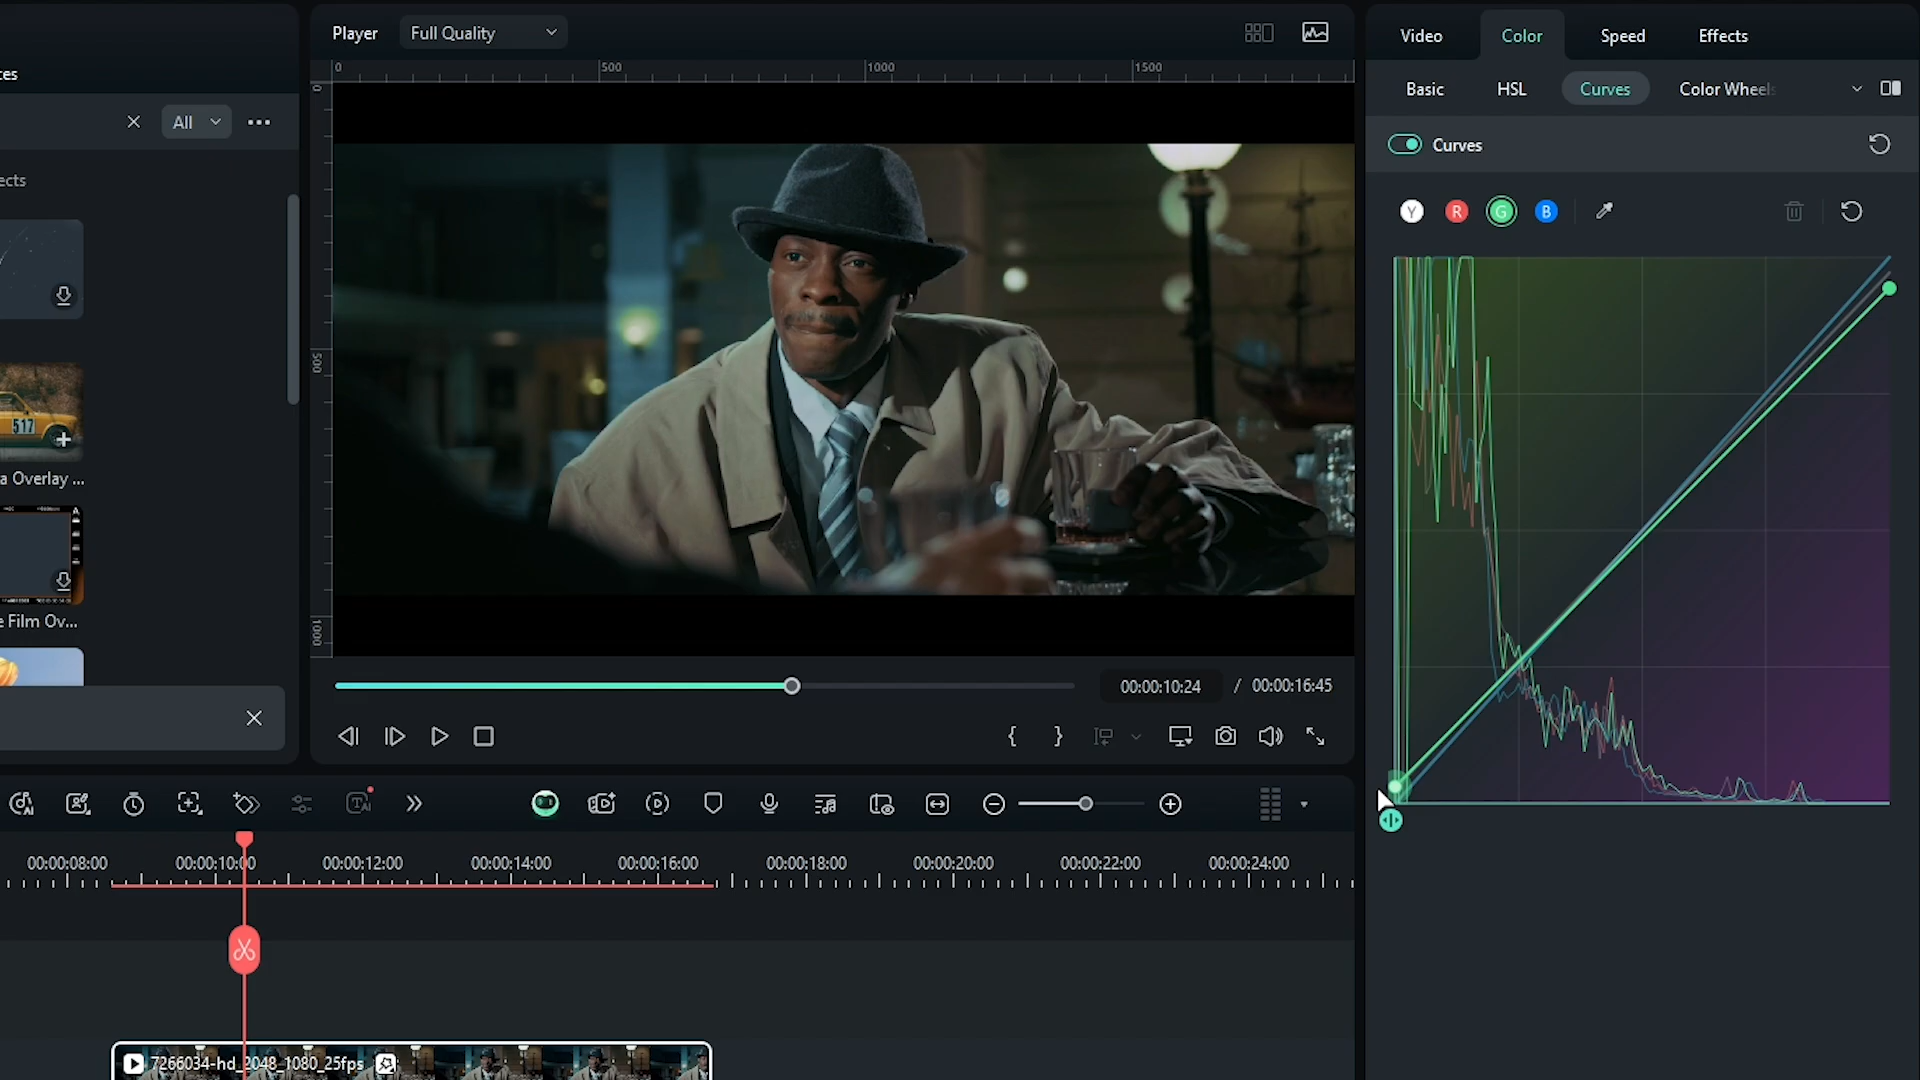 Player
Full Quality
Video
Color
Speed
Effects
Basic
HSL
Curves
Color Wheels
Curves
Y
R
G
B
All
517
a Overlay ...
e Film Ov...
0
500
1000
1500
0
500
1000
00:00:10:24 / 00:00:16:45
00:00:08:00
00:00:10:00
00:00:12:00
00:00:14:00
00:00:16:00
00:00:18:00
00:00:20:00
00:00:22:00
00:00:24:00
7266034-hd_2048_1080_25fps